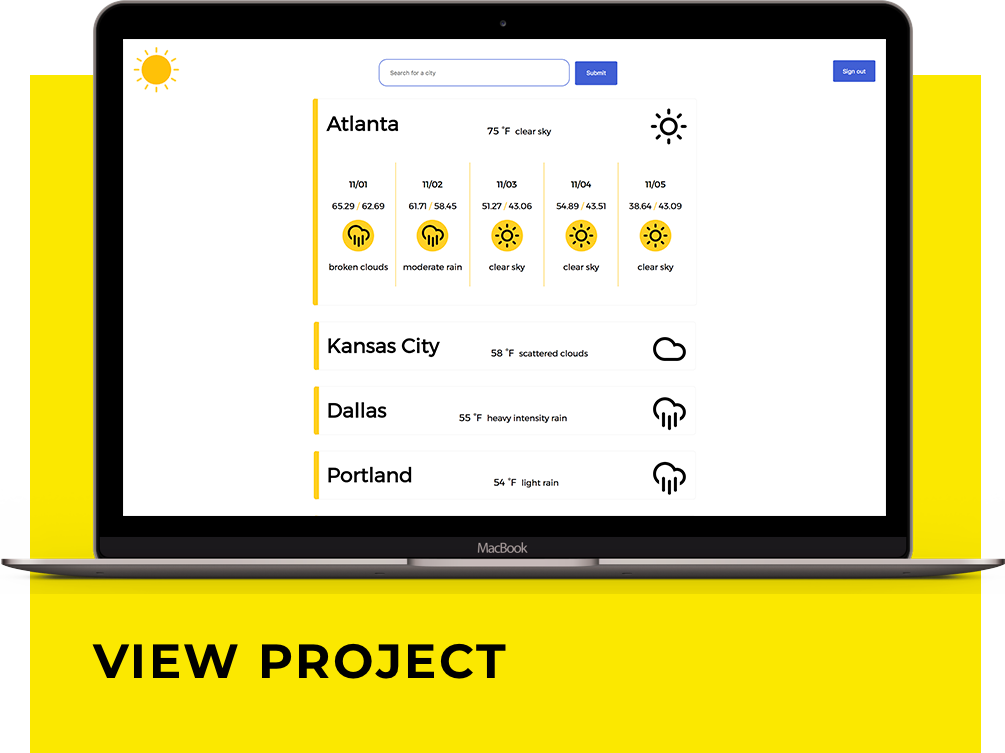 Search for a city
Submit
Sign out
Atlanta
75 °F clear sky
11/01 11/02 11/03 11/04 11/05
65.29 / 62.69 61.71 / 58.45 51.27 / 43.06 54.89 / 43.51 38.64 / 43.09
broken clouds moderate rain clear sky clear sky clear sky
Kansas City
58 °F scattered clouds
Dallas
55 °F heavy intensity rain
Portland
54 °F light rain
MacBook
VIEW PROJECT